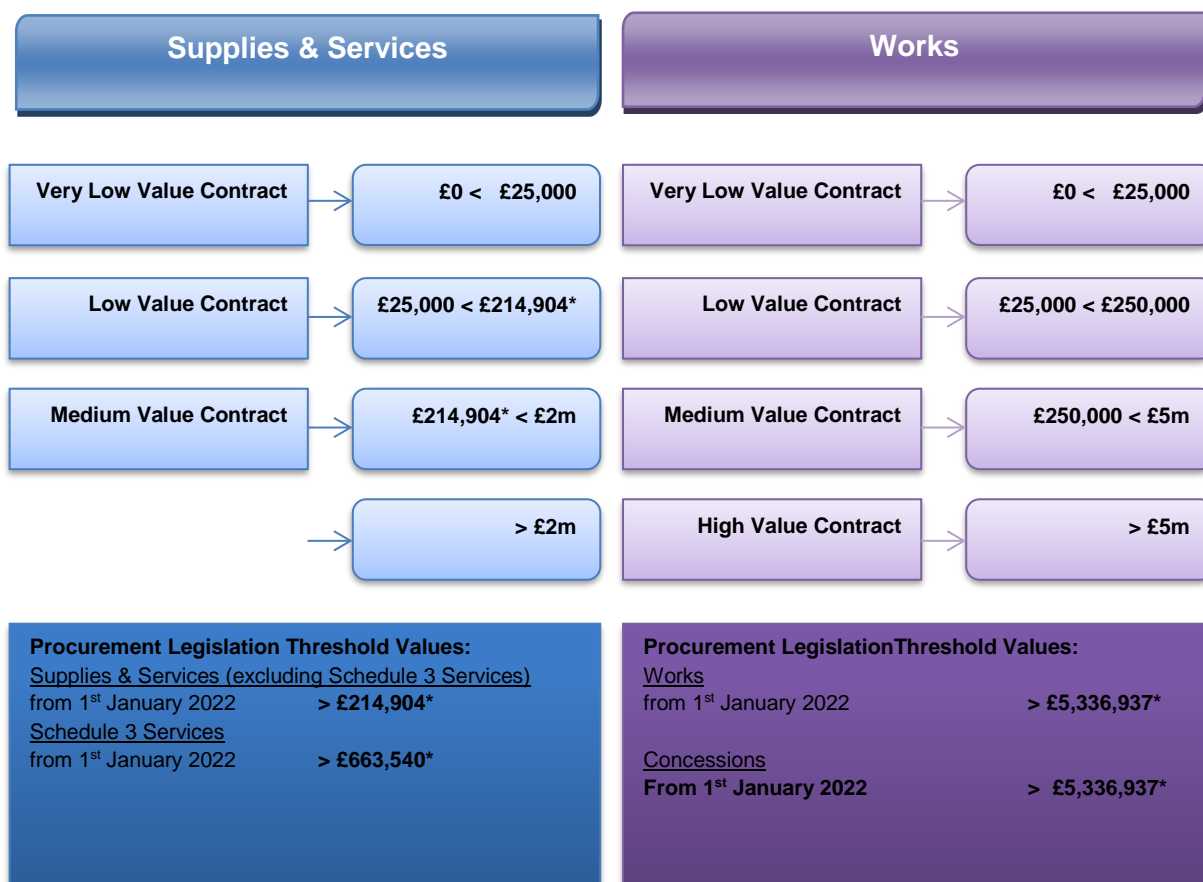 Supplies & Services
Works
Very Low Value Contract
£0 < £25,000
Very Low Value Contract
£0 < £25,000
Low Value Contract
£25,000 < £214,904*
Low Value Contract
£25,000 < £250,000
Medium Value Contract
£214,904* < £2m
Medium Value Contract
£250,000 < £5m
> £2m
High Value Contract
> £5m
Procurement Legislation Threshold Values:
Supplies & Services (excluding Schedule 3 Services)
from 1st January 2022 > £214,904*
Schedule 3 Services
from 1st January 2022 > £663,540*
Procurement LegislationThreshold Values:
Works
from 1st January 2022 > £5,336,937*
Concessions
From 1st January 2022 > £5,336,937*